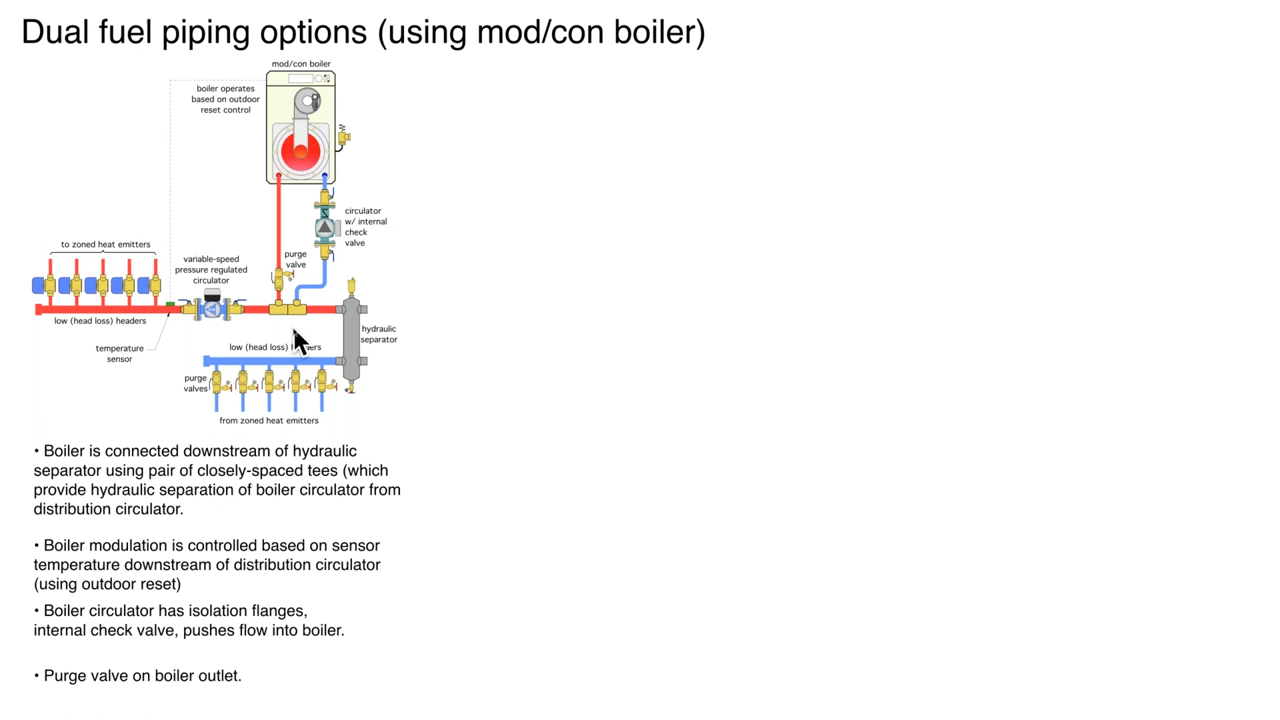 Dual fuel piping options (using mod/con boiler)
mod/con boiler
boiler operates
based on outdoor
reset control
circulator
w/ internal
check
valve
to zoned heat emitters
variable-speed
pressure regulated
circulator
purge
valve
low (head loss) headers
hydraulic
separator
temperature
sensor
low (head loss)
purge
valves
from zoned heat emitters
• Boiler is connected downstream of hydraulic
separator using pair of closely-spaced tees (which
provide hydraulic separation of boiler circulator from
distribution circulator.
• Boiler modulation is controlled based on sensor
temperature downstream of distribution circulator
(using outdoor reset)
• Boiler circulator has isolation flanges,
internal check valve, pushes flow into boiler.
• Purge valve on boiler outlet.